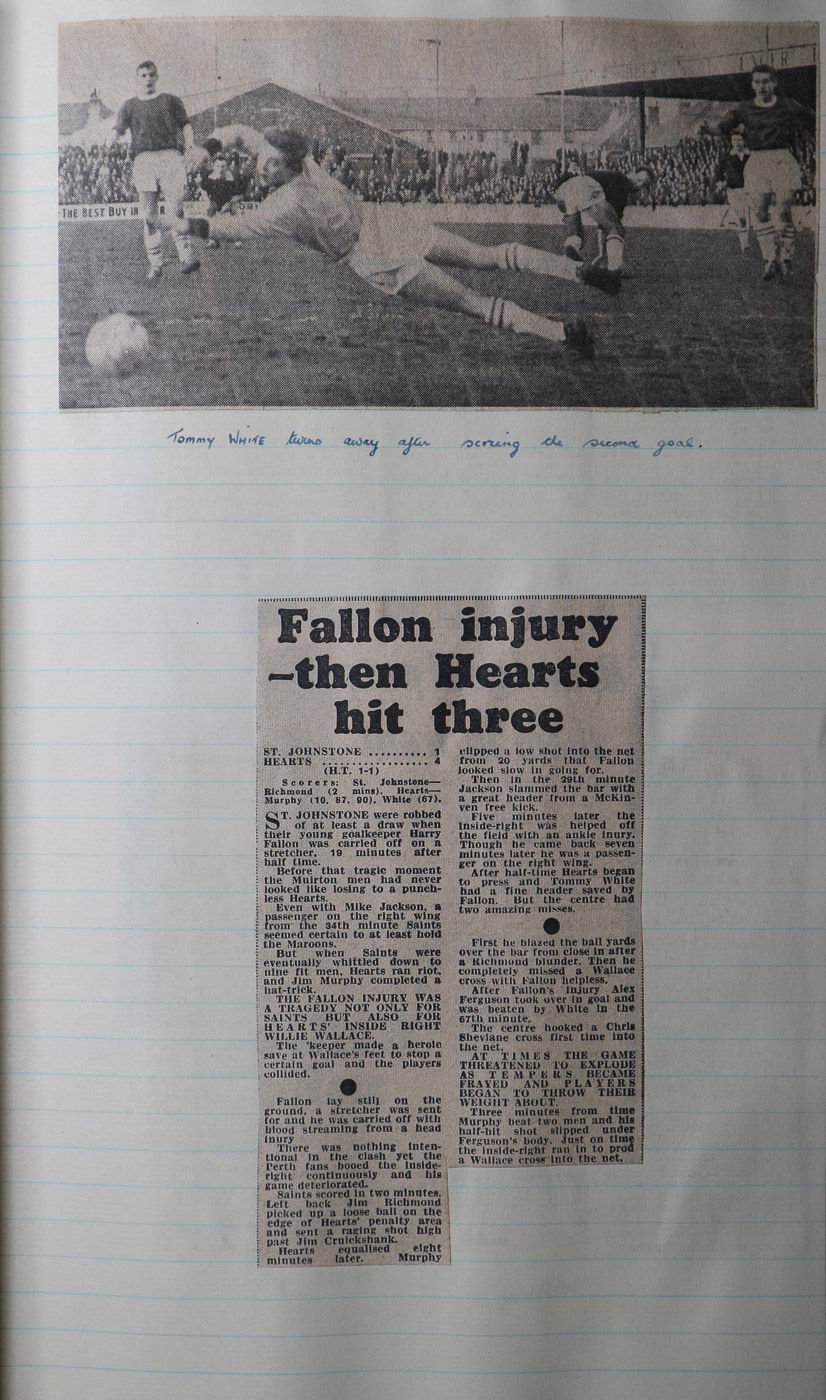 THE BEST BUY IN
Tommy WHITE turns away after scoring the second goal.
Fallon injury
–then Hearts
hit three
ST. JOHNSTONE .......... 1
HEARTS ................. 4
(H.T. 1-1)
Scorers: St. Johnstone—
Richmond (2 mins). Hearts—
Murphy (10, 87, 90), White (67).
ST. JOHNSTONE were robbed
of at least a draw when
their young goalkeeper Harry
Fallon was carried off on a
stretcher, 19 minutes after
half time.
Before that tragic moment
the Muirton men had never
looked like losing to a punch-
less Hearts.
Even with Mike Jackson, a
passenger on the right wing
from the 34th minute Saints
seemed certain to at least hold
the Maroons.
But when Saints were
eventually whittled down to
nine fit men, Hearts ran riot,
and Jim Murphy completed a
hat-trick.
THE FALLON INJURY WAS
A TRAGEDY NOT ONLY FOR
SAINTS BUT ALSO FOR
HEARTS' INSIDE RIGHT
WILLIE WALLACE.
The 'keeper made a heroic
save at Wallace's feet to stop a
certain goal and the players
collided.
Fallon lay still on the
ground, a stretcher was sent
for and he was carried off with
blood streaming from a head
inury
There was nothing inten-
tional in the clash yet the
Perth fans booed the inside-
right continuously and his
game deteriorated.
Saints scored in two minutes.
Left back Jim Richmond
picked up a loose ball on the
edge of Hearts' penalty area
and sent a raging shot high
past Jim Cruickshank.
Hearts equalised eight
minutes later. Murphy
clipped a low shot into the net
from 20 yards that Fallon
looked slow in going for.
Then in the 29th minute
Jackson slammed the bar with
a great header from a McKin-
ven free kick.
Five minutes later the
inside-right was helped off
the field with an ankle inury.
Though he came back seven
minutes later he was a passen-
ger on the right wing.
After half-time Hearts began
to press and Tommy White
had a fine header saved by
Fallon. But the centre had
two amazing misses.
First he blazed the ball yards
over the bar from close in after
a Richmond blunder. Then he
completely missed a Wallace
cross with Fallon helpless.
After Fallon's injury Alex
Ferguson took over in goal and
was beaten by White in the
67th minute.
The centre hooked a Chris
Shevlane cross first time into
the net.
AT TIMES THE GAME
THREATENED TO EXPLODE
AS TEMPERS BECAME
FRAYED AND PLAYERS
BEGAN TO THROW THEIR
WEIGHT ABOUT.
Three minutes from time
Murphy beat two men and his
half-hit shot slipped under
Ferguson's body. Just on time
the inside-right ran in to prod
a Wallace cross into the net.